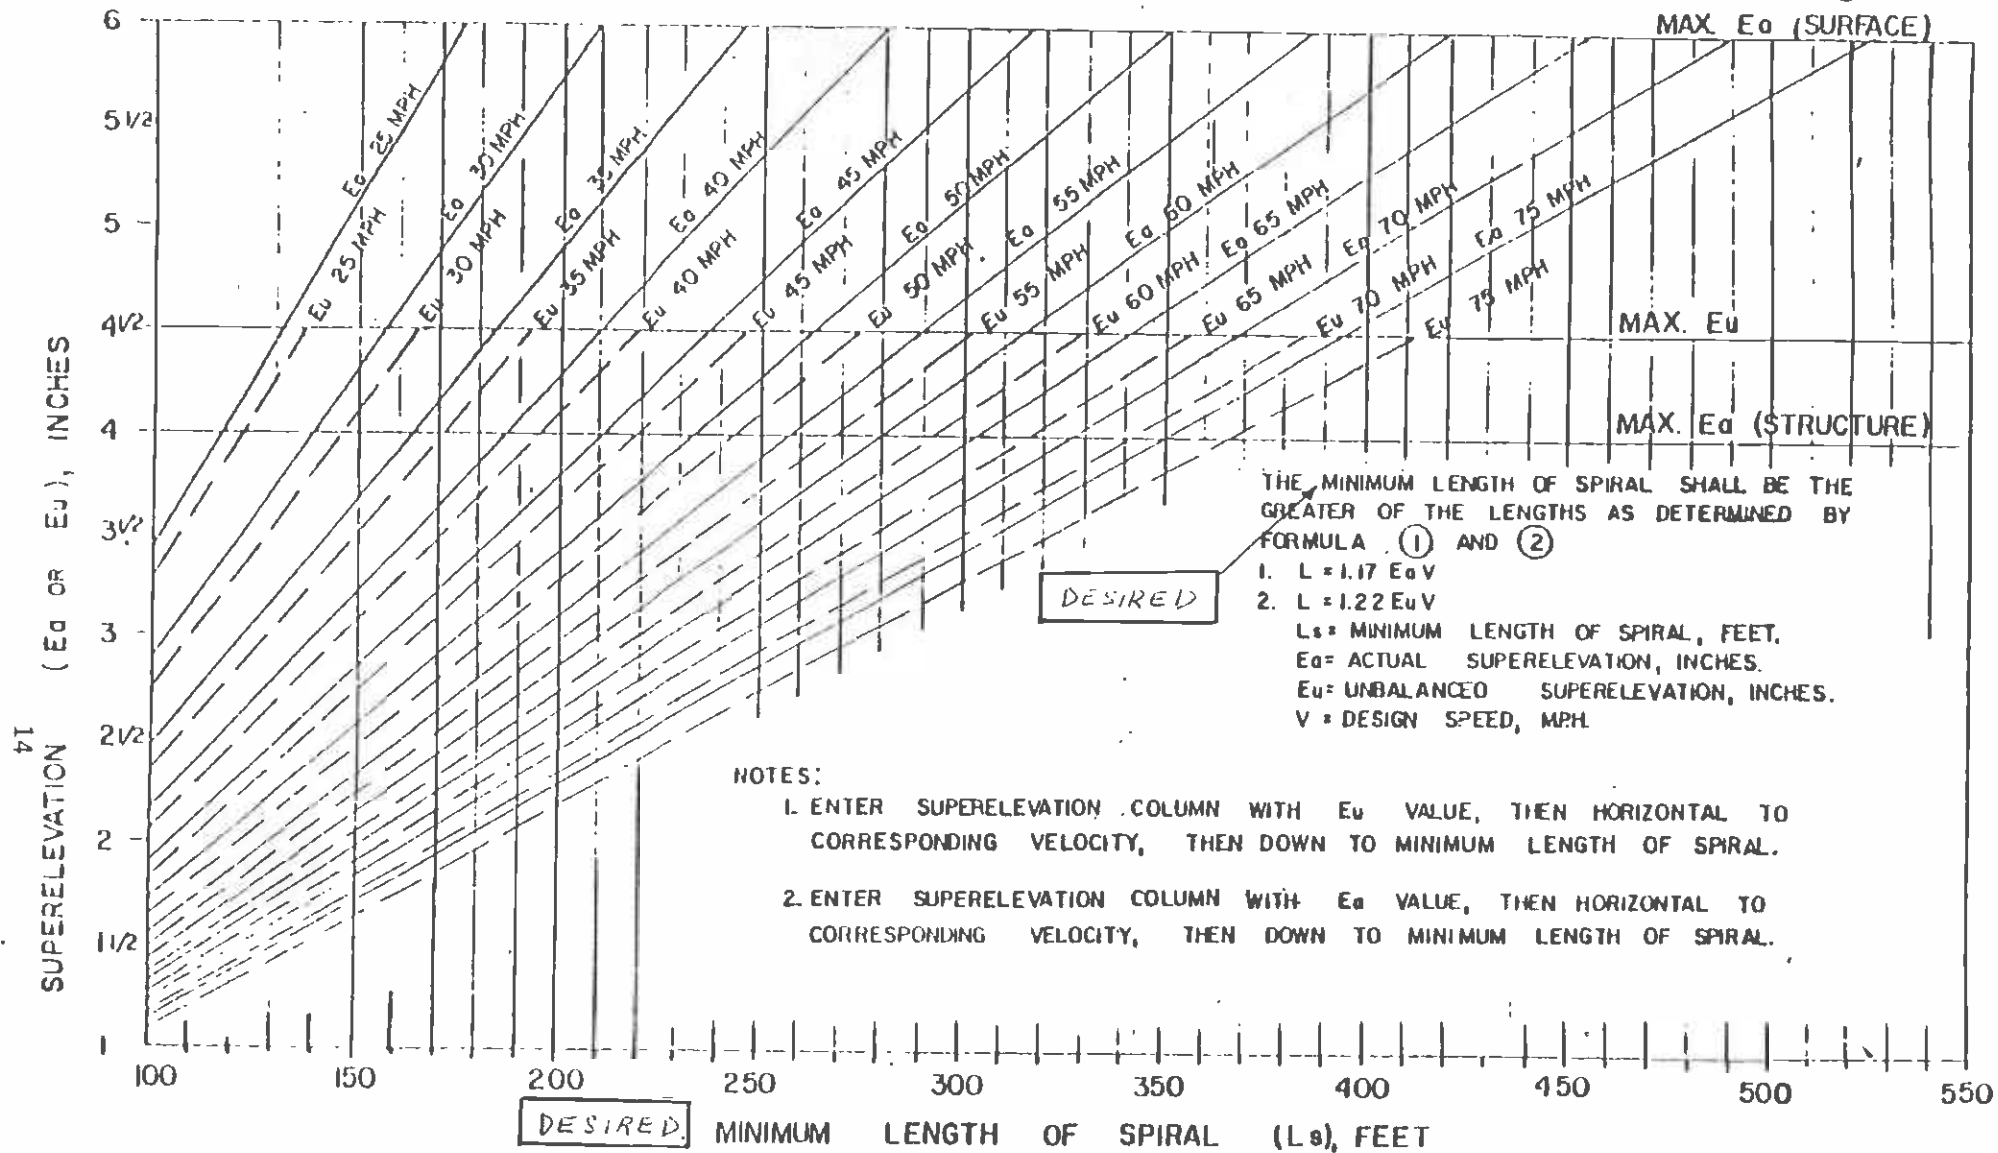 MAX. Ea (SURFACE)
6
5 1/2
5
4 1/2
4
3 1/2
3
2 1/2
2
1 1/2
1
SUPERELEVATION (Ea OR Eu), INCHES
14
Ea 25 MPH
Eu 25 MPH
Ea 30 MPH
Eu 30 MPH
Ea 35 MPH
Eu 35 MPH
Ea 40 MPH
Eu 40 MPH
Ea 45 MPH
Eu 45 MPH
Ea 50 MPH
Eu 50 MPH
Ea 55 MPH
Eu 55 MPH
Ea 60 MPH
Eu 60 MPH
Ea 65 MPH
Eu 65 MPH
Ea 70 MPH
Eu 70 MPH
Ea 75 MPH
Eu 75 MPH
MAX. Eu
MAX. Ea (STRUCTURE)
THE MINIMUM LENGTH OF SPIRAL SHALL BE THE
GREATER OF THE LENGTHS AS DETERMINED BY
FORMULA 1 AND 2
DESIRED
1. L = 1.17 Ea V
2. L = 1.22 Eu V
Ls = MINIMUM LENGTH OF SPIRAL, FEET.
Ea = ACTUAL SUPERELEVATION, INCHES.
Eu = UNBALANCED SUPERELEVATION, INCHES.
V = DESIGN SPEED, MPH.
NOTES:
1. ENTER SUPERELEVATION COLUMN WITH Eu VALUE, THEN HORIZONTAL TO
CORRESPONDING VELOCITY, THEN DOWN TO MINIMUM LENGTH OF SPIRAL.
2. ENTER SUPERELEVATION COLUMN WITH Ea VALUE, THEN HORIZONTAL TO
CORRESPONDING VELOCITY, THEN DOWN TO MINIMUM LENGTH OF SPIRAL.
100 150 200 250 300 350 400 450 500 550
DESIRED MINIMUM LENGTH OF SPIRAL (Ls), FEET